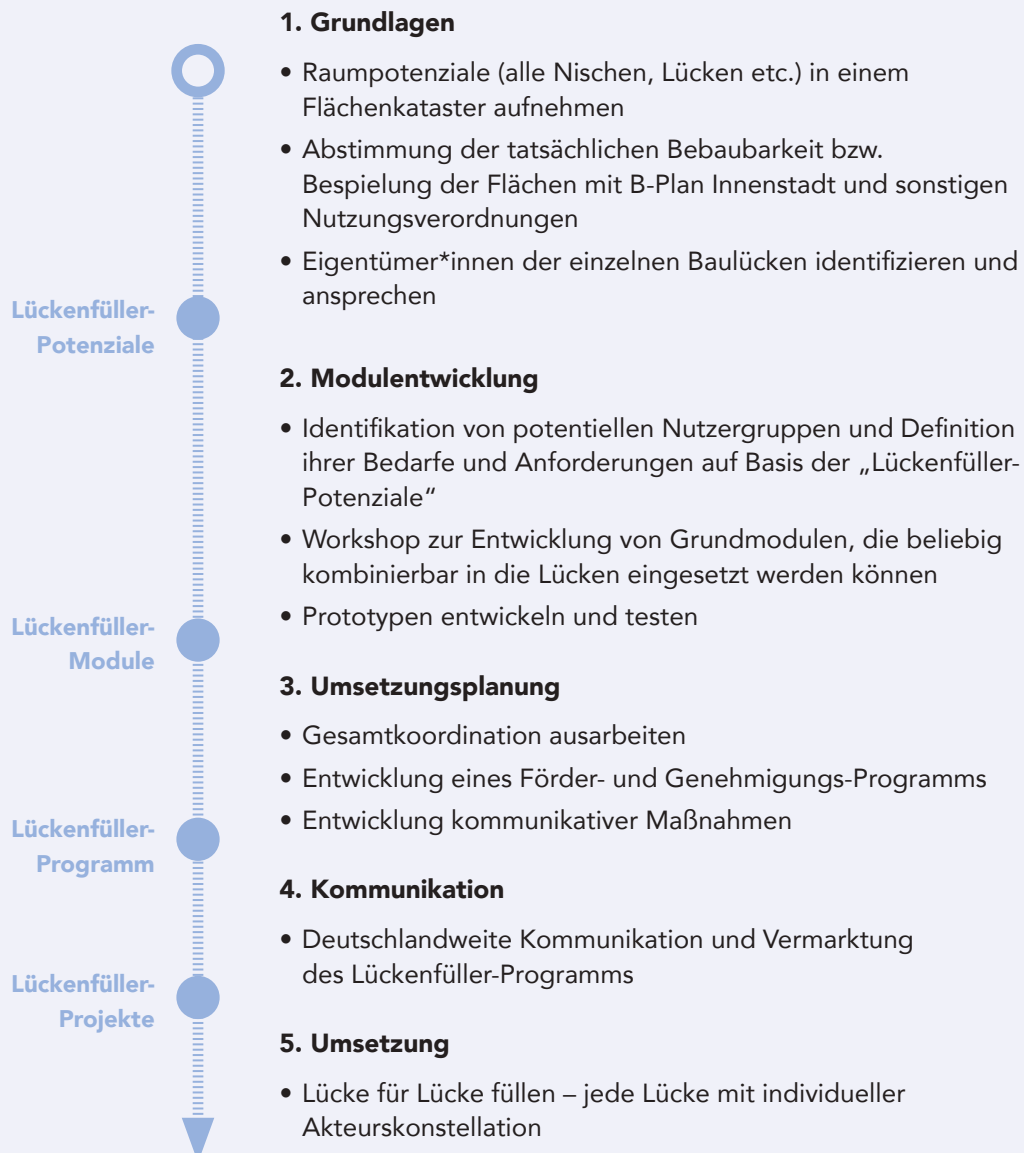 1. Grundlagen
• Raumpotenziale (alle Nischen, Lücken etc.) in einem
Flächenkataster aufnehmen
• Abstimmung der tatsächlichen Bebaubarkeit bzw.
Bespielung der Flächen mit B-Plan Innenstadt und sonstigen
Nutzungsverordnungen
• Eigentümer*innen der einzelnen Baulücken identifizieren und
ansprechen
Lückenfüller-
Potenziale
2. Modulentwicklung
• Identifikation von potentiellen Nutzergruppen und Definition
ihrer Bedarfe und Anforderungen auf Basis der „Lückenfüller-
Potenziale“
• Workshop zur Entwicklung von Grundmodulen, die beliebig
kombinierbar in die Lücken eingesetzt werden können
• Prototypen entwickeln und testen
Lückenfüller-
Module
3. Umsetzungsplanung
• Gesamtkoordination ausarbeiten
• Entwicklung eines Förder- und Genehmigungs-Programms
• Entwicklung kommunikativer Maßnahmen
Lückenfüller-
Programm
4. Kommunikation
• Deutschlandweite Kommunikation und Vermarktung
des Lückenfüller-Programms
Lückenfüller-
Projekte
5. Umsetzung
• Lücke für Lücke füllen – jede Lücke mit individueller
Akteurskonstellation